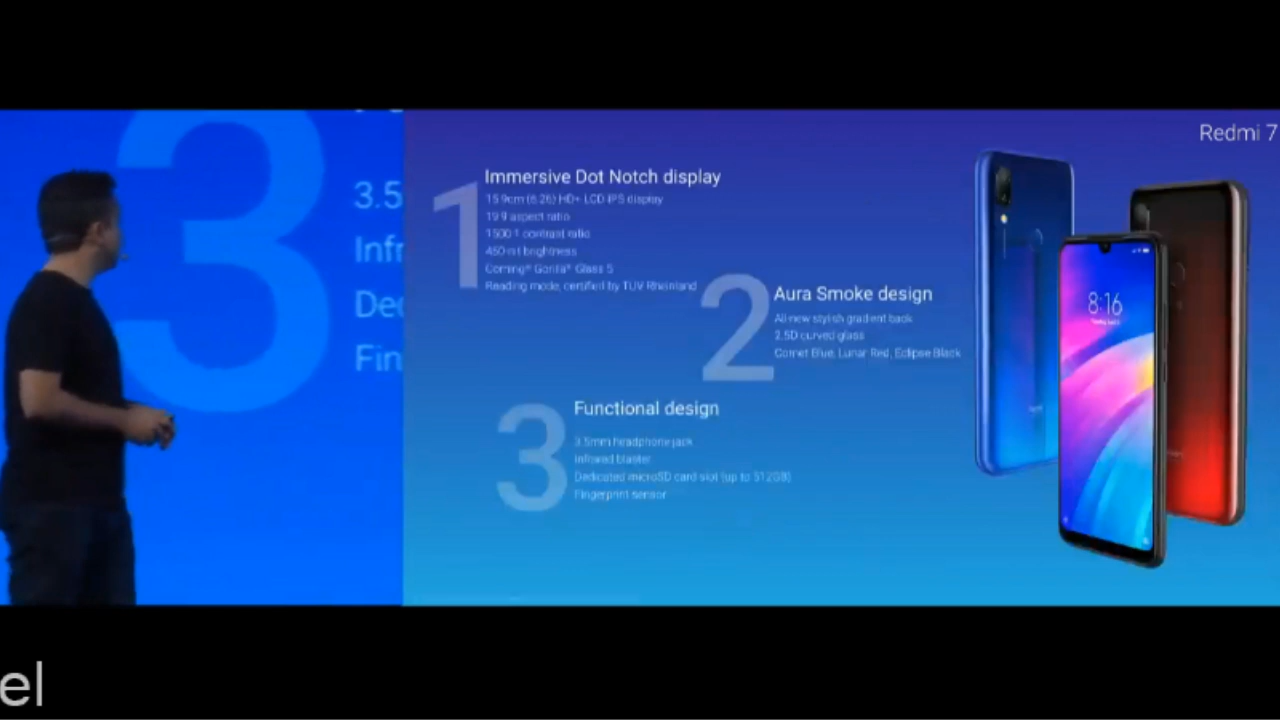 3
3.5
Infr
Ded
Fin
Redmi 7
1
Immersive Dot Notch display
15.9cm (6.26) HD+ LCD IPS display
19:9 aspect ratio
1500:1 contrast ratio
450 nit brightness
Corning® Gorilla® Glass 5
Reading mode, certified by TÜV Rheinland
2
Aura Smoke design
All-new stylish gradient back
2.5D curved glass
Comet Blue, Lunar Red, Eclipse Black
3
Functional design
3.5mm headphone jack
Infrared blaster
Dedicated microSD card slot (up to 512GB)
Fingerprint sensor
8:16
el